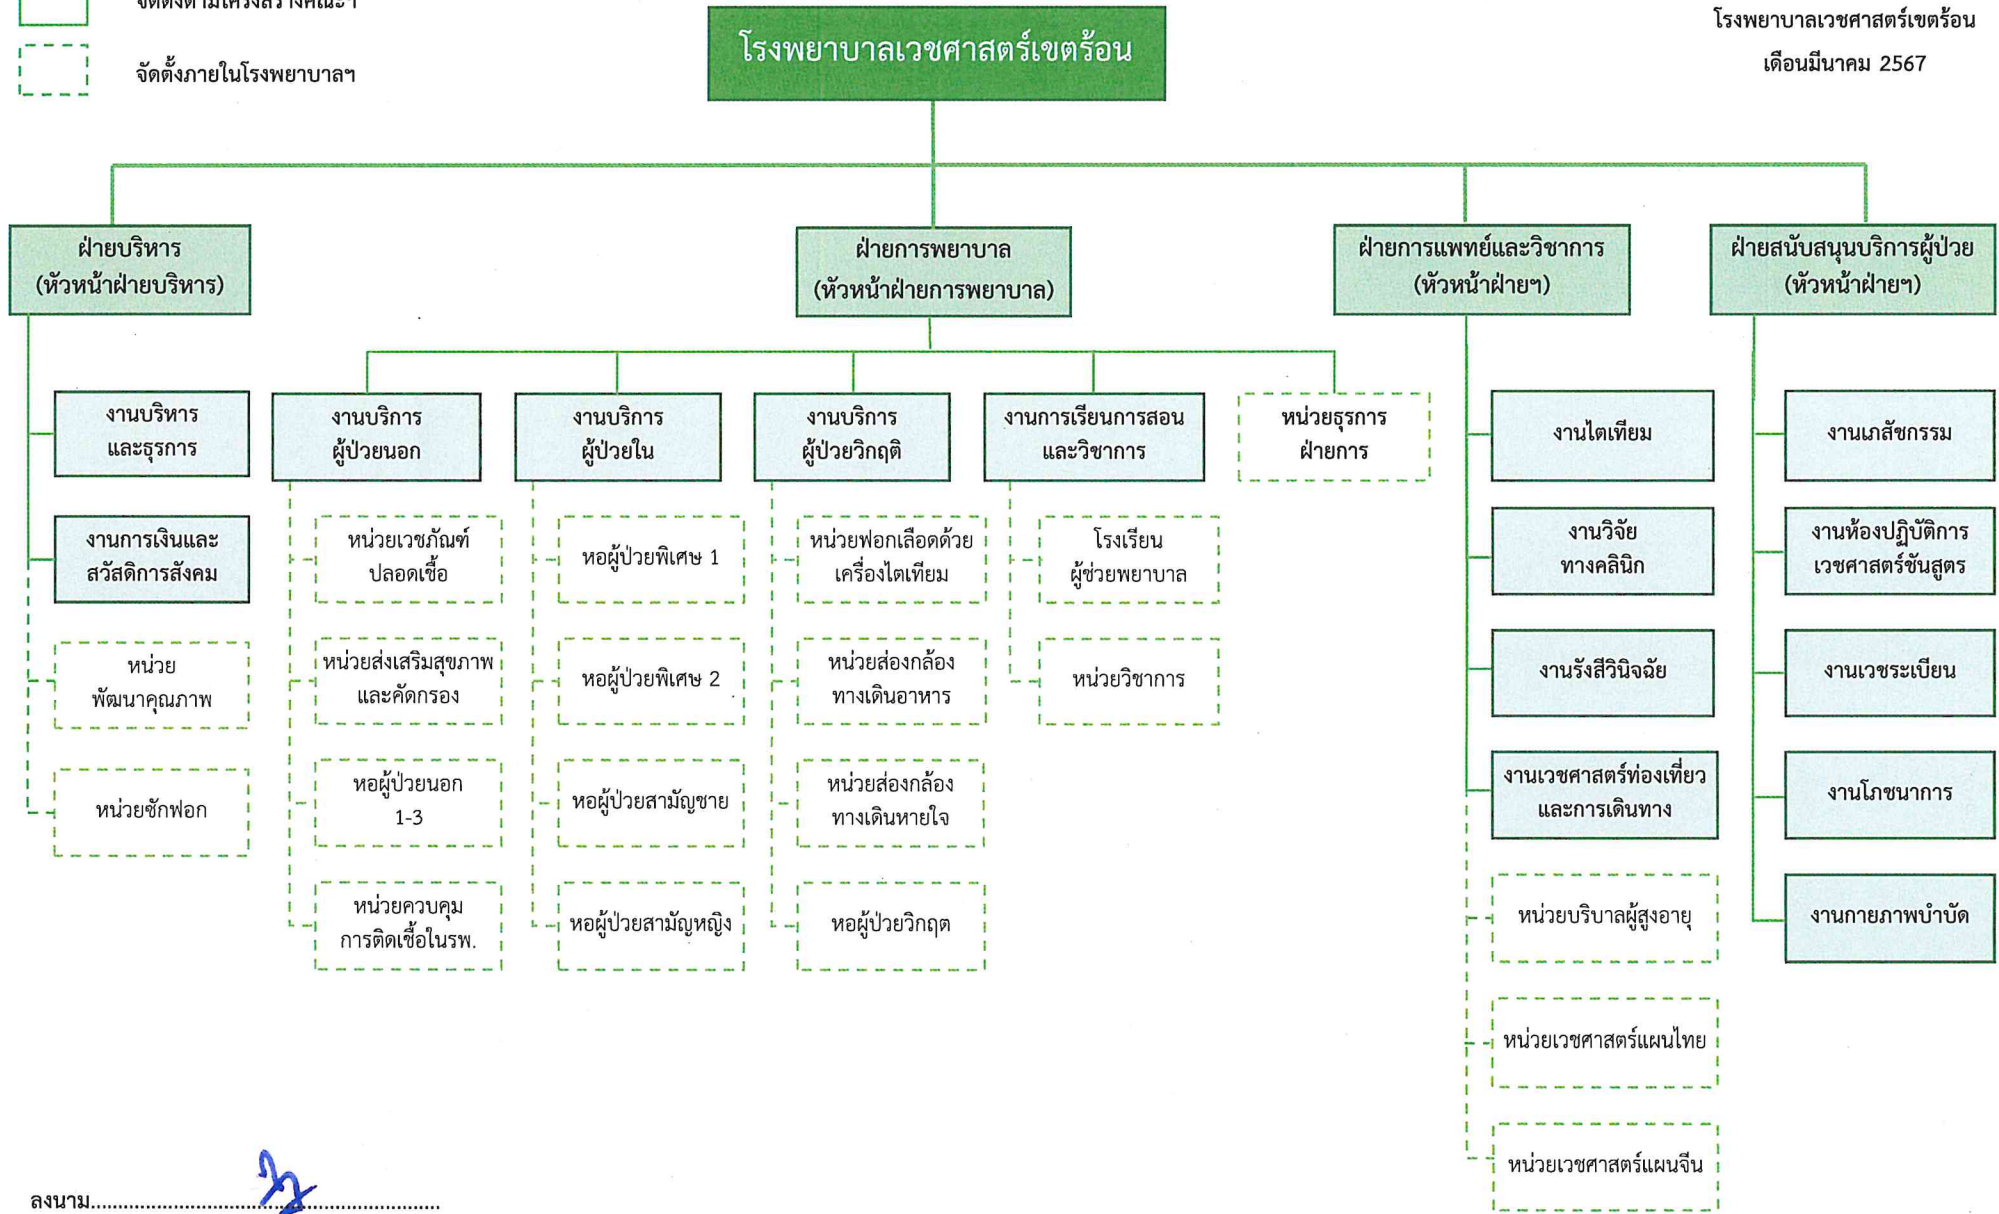 จัดตั้งตามโครงสร้างคณะฯ
จัดตั้งภายในโรงพยาบาลฯ
โรงพยาบาลเวชศาสตร์เขตร้อน
โรงพยาบาลเวชศาสตร์เขตร้อน
เดือนมีนาคม 2567
ฝ่ายบริหาร
(หัวหน้าฝ่ายบริหาร)
ฝ่ายการพยาบาล
(หัวหน้าฝ่ายการพยาบาล)
ฝ่ายการแพทย์และวิชาการ
(หัวหน้าฝ่ายฯ)
ฝ่ายสนับสนุนบริการผู้ป่วย
(หัวหน้าฝ่ายฯ)
งานบริหาร
และธุรการ
งานการเงินและ
สวัสดิการสังคม
หน่วย
พัฒนาคุณภาพ
หน่วยซักฟอก
งานบริการ
ผู้ป่วยนอก
หน่วยเวชภัณฑ์
ปลอดเชื้อ
หน่วยส่งเสริมสุขภาพ
และคัดกรอง
หอผู้ป่วยนอก
1-3
หน่วยควบคุม
การติดเชื้อในรพ.
งานบริการ
ผู้ป่วยใน
หอผู้ป่วยพิเศษ 1
หอผู้ป่วยพิเศษ 2
หอผู้ป่วยสามัญชาย
หอผู้ป่วยสามัญหญิง
งานบริการ
ผู้ป่วยวิกฤติ
หน่วยฟอกเลือดด้วย
เครื่องไตเทียม
หน่วยส่องกล้อง
ทางเดินอาหาร
หน่วยส่องกล้อง
ทางเดินหายใจ
หอผู้ป่วยวิกฤต
งานการเรียนการสอน
และวิชาการ
โรงเรียน
ผู้ช่วยพยาบาล
หน่วยวิชาการ
หน่วยธุรการ
ฝ่ายการ
งานไตเทียม
งานวิจัย
ทางคลินิก
งานรังสีวินิจฉัย
งานเวชศาสตร์ท่องเที่ยว
และการเดินทาง
หน่วยบริบาลผู้สูงอายุ
หน่วยเวชศาสตร์แผนไทย
หน่วยเวชศาสตร์แผนจีน
งานเภสัชกรรม
งานห้องปฏิบัติการ
เวชศาสตร์ชันสูตร
งานเวชระเบียน
งานโภชนาการ
งานกายภาพบำบัด
ลงนาม..............................................................